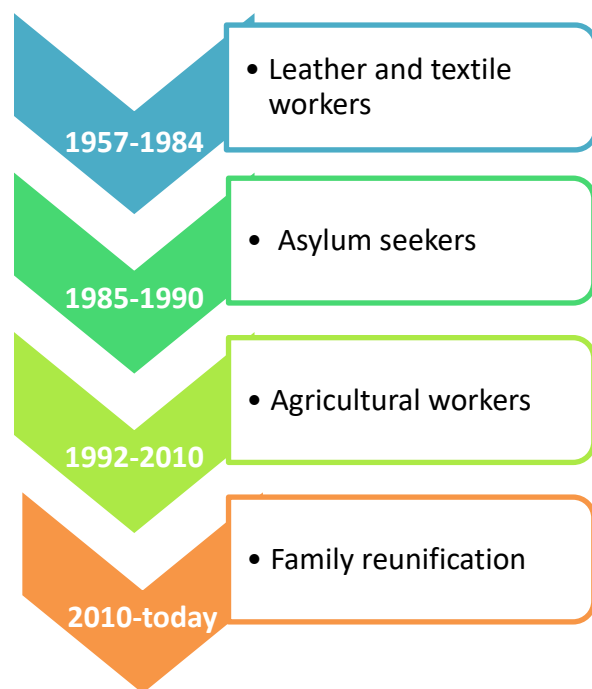 • Leather and textile
workers
1957-1984
• Asylum seekers
1985-1990
• Agricultural workers
1992-2010
• Family reunification
2010-today